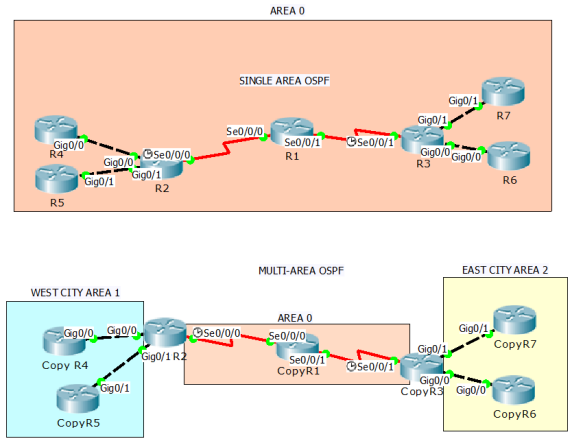 AREA 0
SINGLE AREA OSPF
Gig0/1
R7
Gig0/1
R4
Gig0/0
Gig0/0
Se0/0/0
Se0/0/0
R1
Se0/0/1
Se0/0/1
R3
Gig0/0
Gig0/0
R6
R5
Gig0/1
Gig0/1
R2
MULTI-AREA OSPF
EAST CITY AREA 2
WEST CITY AREA 1
AREA 0
Gig0/0
Gig0/0
Copy R4
Gig0/1
R2
Se0/0/0
Se0/0/0
CopyR1
Se0/0/1
Se0/0/1
Gig0/1
Gig0/1
CopyR7
CopyR3
Gig0/0
Gig0/0
CopyR6
Gig0/1
CopyR5